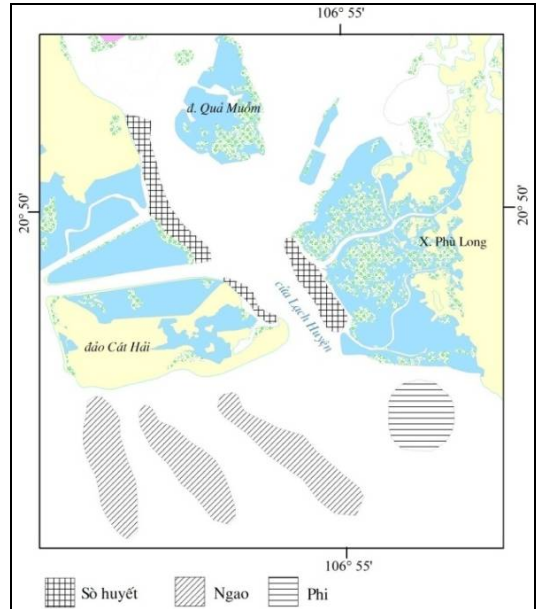 106° 55'
đ. Quả Muỗm
20° 50'
20° 50'
X. Phù Long
cửa Lạch Huyện
đảo Cát Hải
106° 55'
Sò huyết
Ngao
Phi